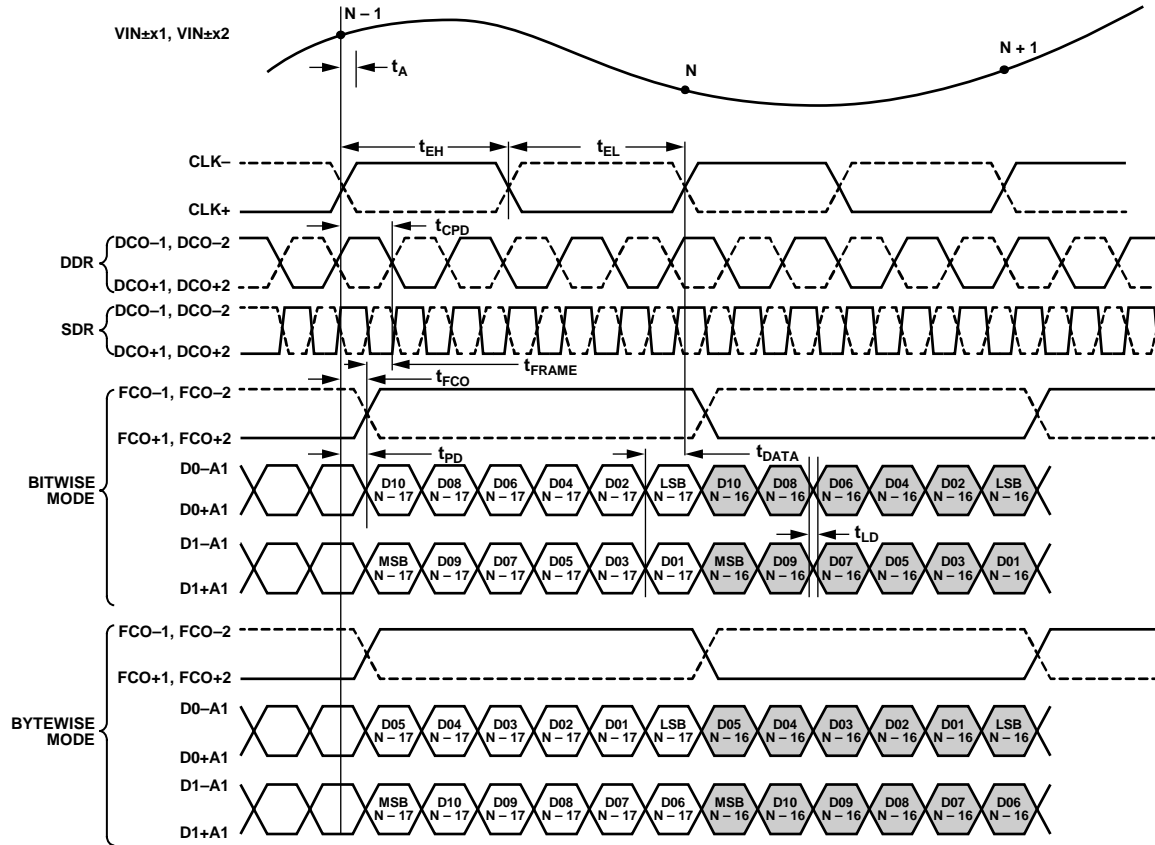 N – 1
VIN±x1, VIN±x2
tA
N
N + 1
tEH
tEL
CLK–
CLK+
tCPD
DDR
DCO–1, DCO–2
DCO+1, DCO+2
SDR
DCO–1, DCO–2
DCO+1, DCO+2
tFCO
tFRAME
BITWISE
MODE
FCO–1, FCO–2
FCO+1, FCO+2
tPD
tDATA
D0–A1
D0+A1
D10 N – 17 D08 N – 17 D06 N – 17 D04 N – 17 D02 N – 17 LSB N – 17 D10 N – 16 D08 N – 16 D06 N – 16 D04 N – 16 D02 N – 16 LSB N – 16
tLD
D1–A1
D1+A1
MSB N – 17 D09 N – 17 D07 N – 17 D05 N – 17 D03 N – 17 D01 N – 17 MSB N – 16 D09 N – 16 D07 N – 16 D05 N – 16 D03 N – 16 D01 N – 16
BYTEWISE
MODE
FCO–1, FCO–2
FCO+1, FCO+2
D0–A1
D0+A1
D05 N – 17 D04 N – 17 D03 N – 17 D02 N – 17 D01 N – 17 LSB N – 17 D05 N – 16 D04 N – 16 D03 N – 16 D02 N – 16 D01 N – 16 LSB N – 16
D1–A1
D1+A1
MSB N – 17 D10 N – 17 D09 N – 17 D08 N – 17 D07 N – 17 D06 N – 17 MSB N – 16 D10 N – 16 D09 N – 16 D08 N – 16 D07 N – 16 D06 N – 16